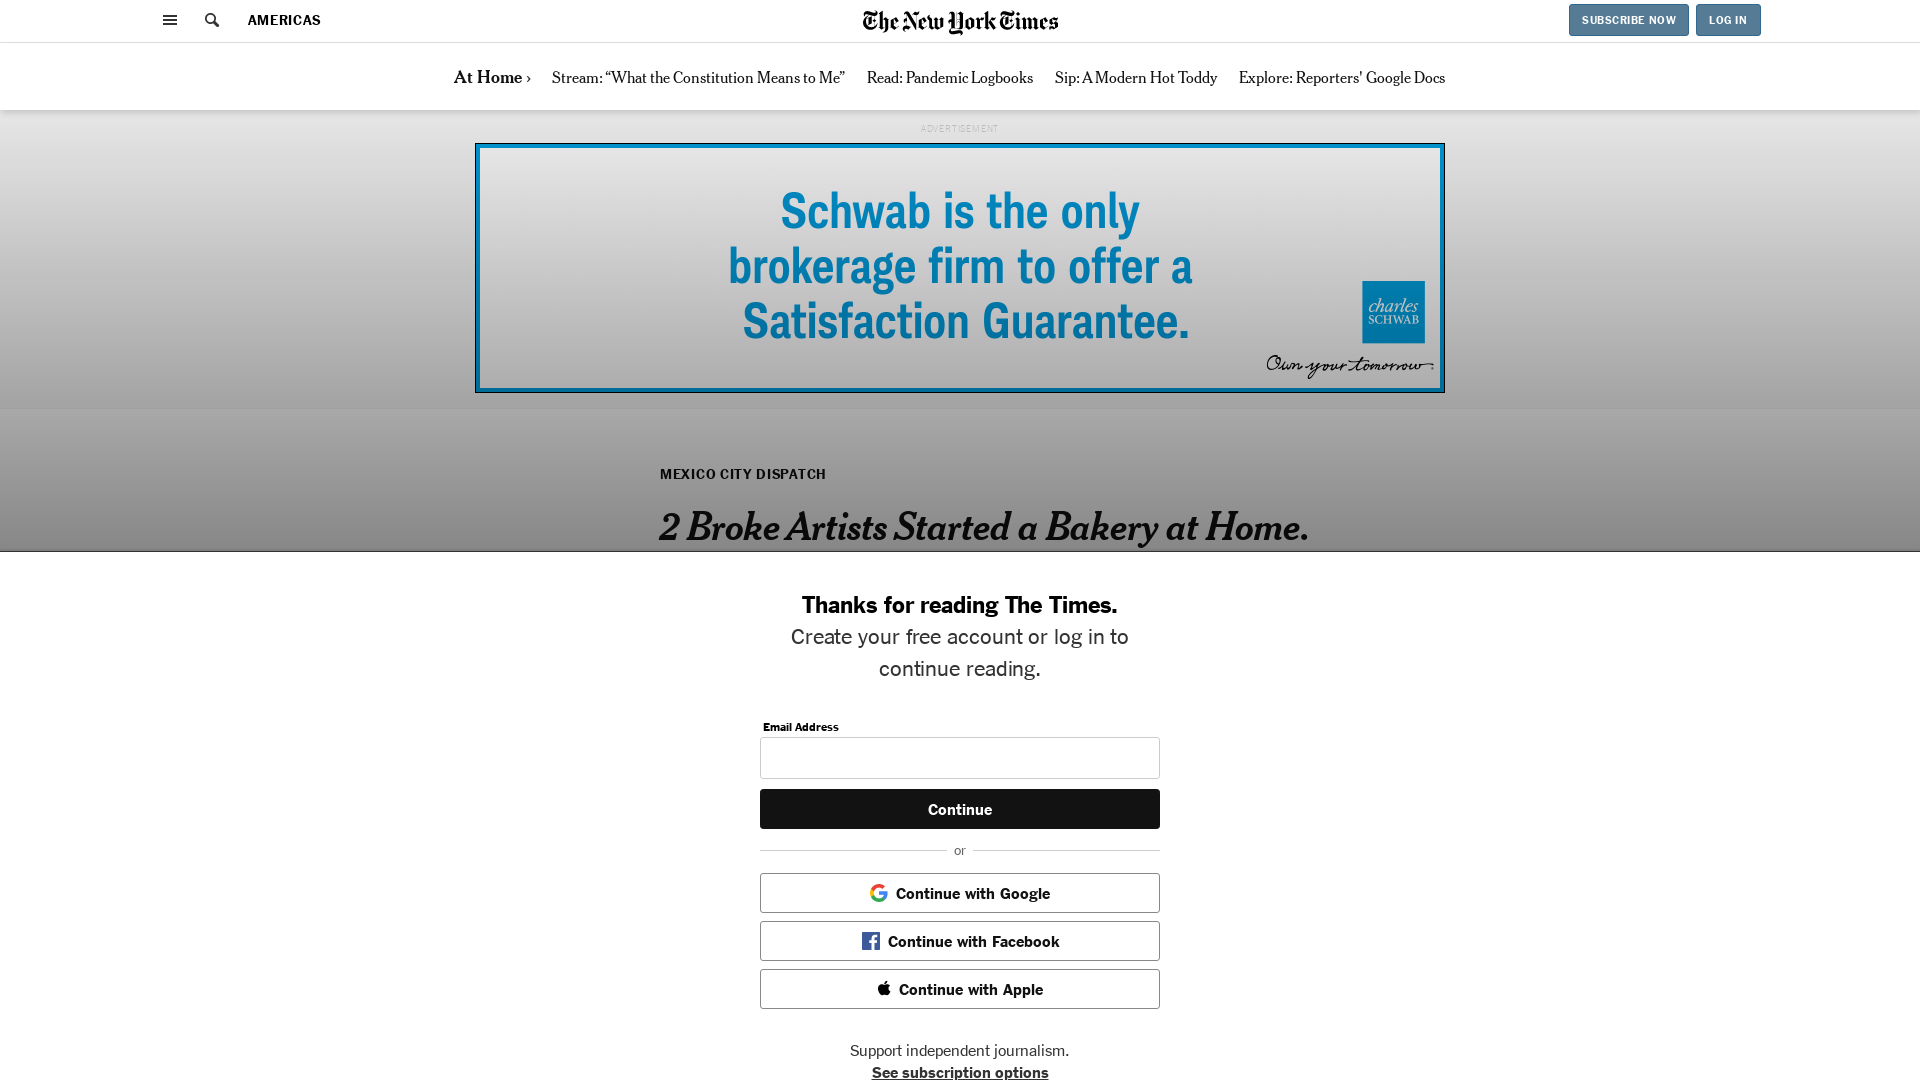 AMERICAS
The New York Times
SUBSCRIBE NOW
LOG IN
At Home ›
Stream: “What the Constitution Means to Me”
Read: Pandemic Logbooks
Sip: A Modern Hot Toddy
Explore: Reporters' Google Docs
ADVERTISEMENT
Schwab is the only
brokerage firm to offer a
Satisfaction Guarantee.
charles
SCHWAB
Own your tomorrow
MEXICO CITY DISPATCH
2 Broke Artists Started a Bakery at Home.
Thanks for reading The Times.
Create your free account or log in to
continue reading.
Email Address
Continue
or
Continue with Google
Continue with Facebook
Continue with Apple
Support independent journalism.
See subscription options